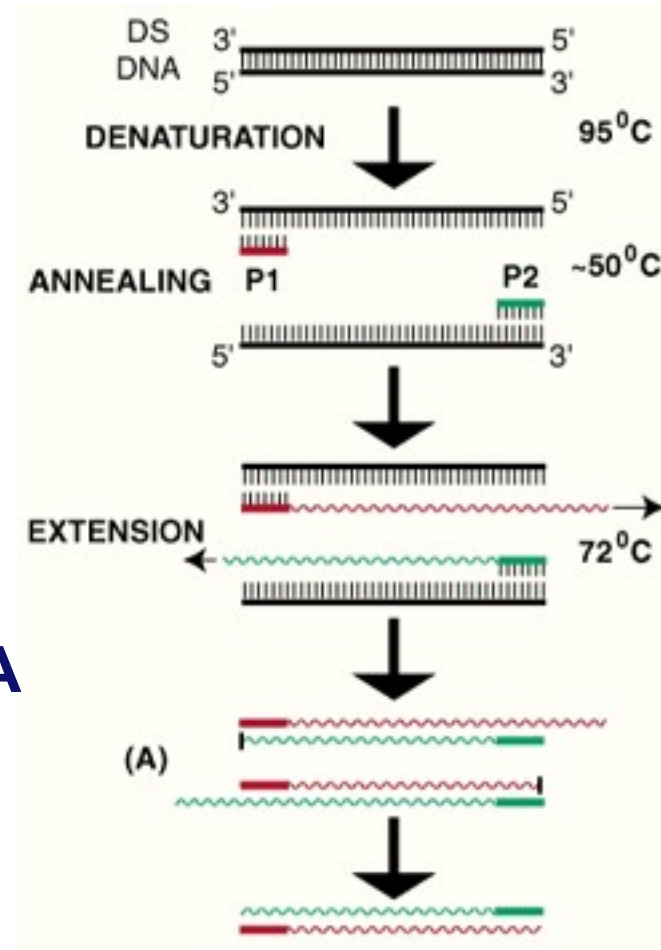 DS 3' 5'
DNA 5' 3'
DENATURATION 95⁰C
3' 5'
ANNEALING P1 P2 ~50⁰C
5' 3'
EXTENSION 72⁰C
A
(A)